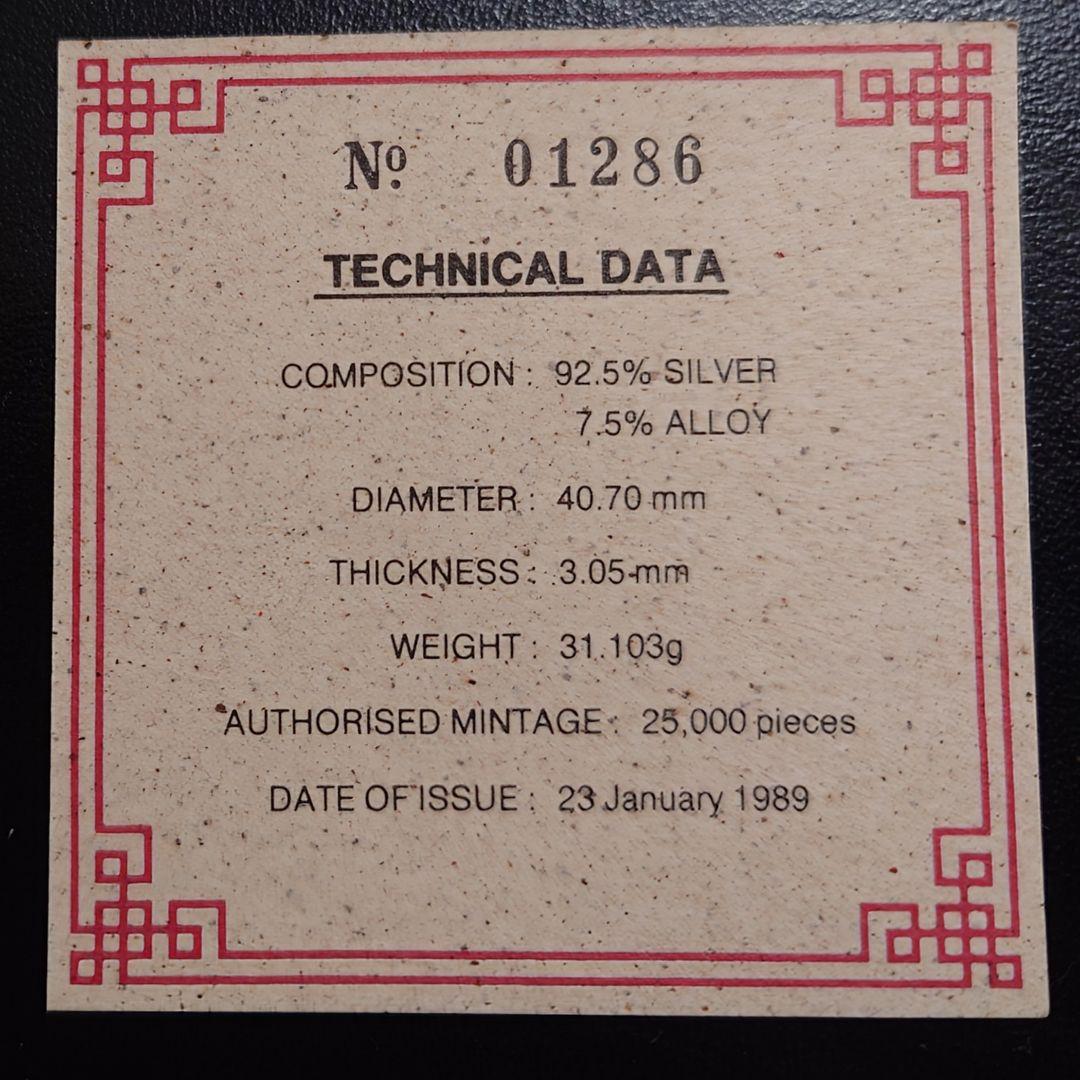 Nº 01286
TECHNICAL DATA
COMPOSITION : 92.5% SILVER
7.5% ALLOY
DIAMETER : 40.70 mm
THICKNESS : 3.05 mm
WEIGHT : 31.103g
AUTHORISED MINTAGE : 25,000 pieces
DATE OF ISSUE : 23 January 1989